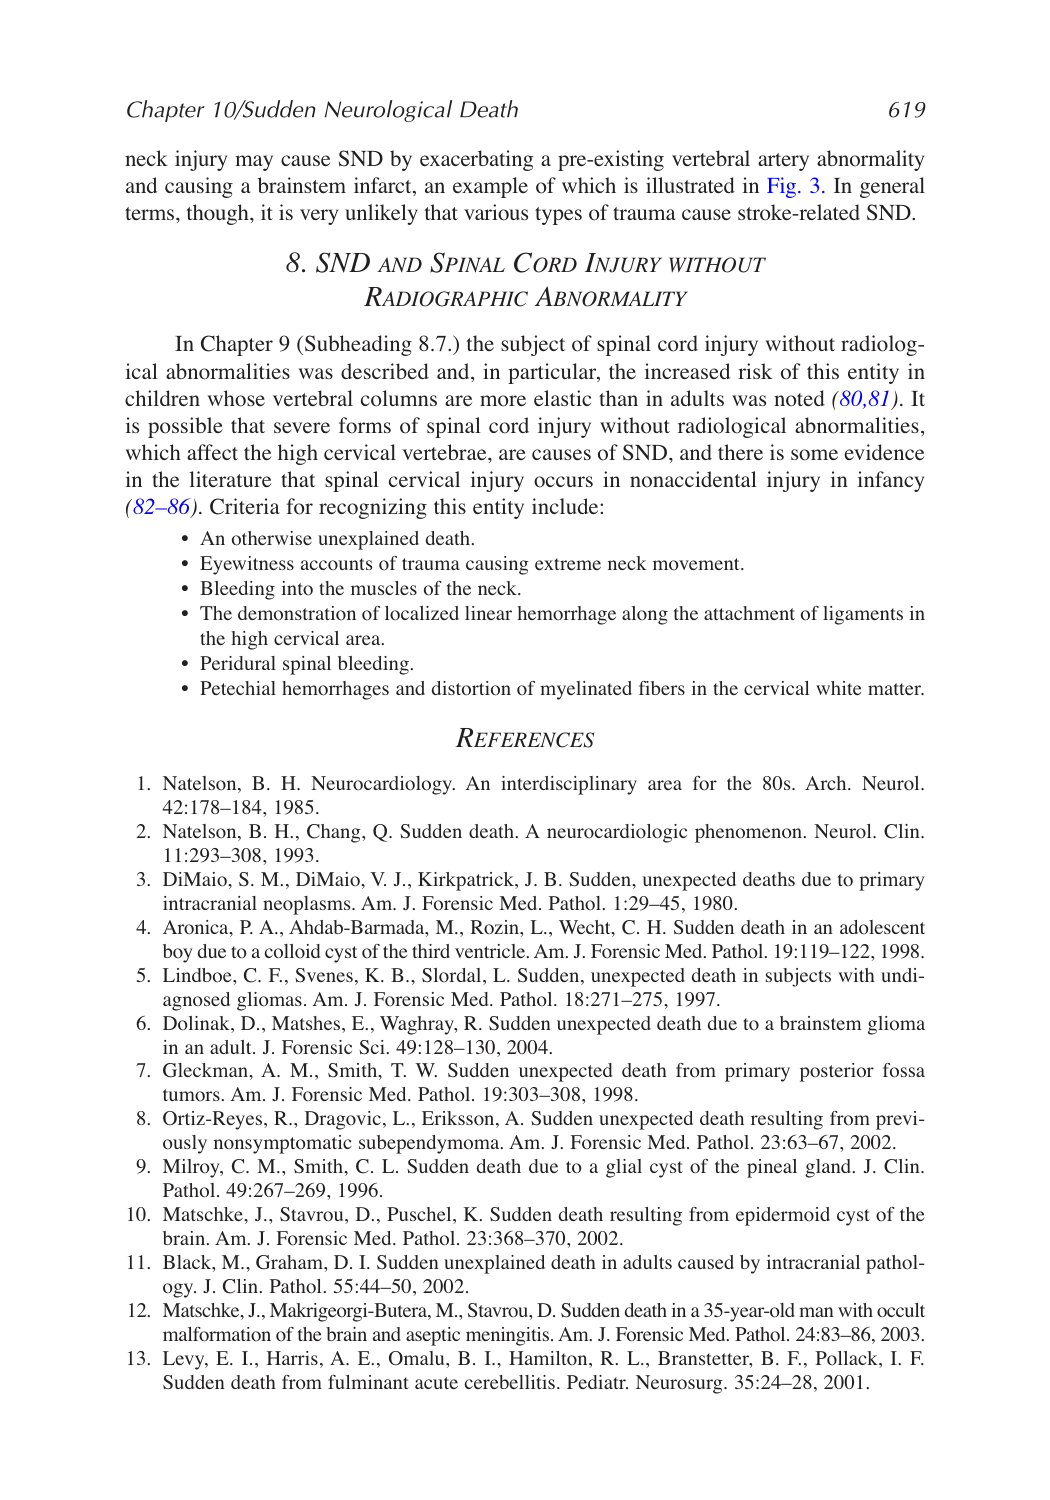 Chapter 10/Sudden Neurological Death 619
neck injury may cause SND by exacerbating a pre-existing vertebral artery abnormality
and causing a brainstem infarct, an example of which is illustrated in Fig. 3. In general
terms, though, it is very unlikely that various types of trauma cause stroke-related SND.
8. SND AND SPINAL CORD INJURY WITHOUT
RADIOGRAPHIC ABNORMALITY
In Chapter 9 (Subheading 8.7.) the subject of spinal cord injury without radiolog-
ical abnormalities was described and, in particular, the increased risk of this entity in
children whose vertebral columns are more elastic than in adults was noted (80,81). It
is possible that severe forms of spinal cord injury without radiological abnormalities,
which affect the high cervical vertebrae, are causes of SND, and there is some evidence
in the literature that spinal cervical injury occurs in nonaccidental injury in infancy
(82–86). Criteria for recognizing this entity include:
• An otherwise unexplained death.
• Eyewitness accounts of trauma causing extreme neck movement.
• Bleeding into the muscles of the neck.
• The demonstration of localized linear hemorrhage along the attachment of ligaments in
the high cervical area.
• Peridural spinal bleeding.
• Petechial hemorrhages and distortion of myelinated fibers in the cervical white matter.
REFERENCES
1. Natelson, B. H. Neurocardiology. An interdisciplinary area for the 80s. Arch. Neurol.
42:178–184, 1985.
2. Natelson, B. H., Chang, Q. Sudden death. A neurocardiologic phenomenon. Neurol. Clin.
11:293–308, 1993.
3. DiMaio, S. M., DiMaio, V. J., Kirkpatrick, J. B. Sudden, unexpected deaths due to primary
intracranial neoplasms. Am. J. Forensic Med. Pathol. 1:29–45, 1980.
4. Aronica, P. A., Ahdab-Barmada, M., Rozin, L., Wecht, C. H. Sudden death in an adolescent
boy due to a colloid cyst of the third ventricle. Am. J. Forensic Med. Pathol. 19:119–122, 1998.
5. Lindboe, C. F., Svenes, K. B., Slordal, L. Sudden, unexpected death in subjects with undi-
agnosed gliomas. Am. J. Forensic Med. Pathol. 18:271–275, 1997.
6. Dolinak, D., Matshes, E., Waghray, R. Sudden unexpected death due to a brainstem glioma
in an adult. J. Forensic Sci. 49:128–130, 2004.
7. Gleckman, A. M., Smith, T. W. Sudden unexpected death from primary posterior fossa
tumors. Am. J. Forensic Med. Pathol. 19:303–308, 1998.
8. Ortiz-Reyes, R., Dragovic, L., Eriksson, A. Sudden unexpected death resulting from previ-
ously nonsymptomatic subependymoma. Am. J. Forensic Med. Pathol. 23:63–67, 2002.
9. Milroy, C. M., Smith, C. L. Sudden death due to a glial cyst of the pineal gland. J. Clin.
Pathol. 49:267–269, 1996.
10. Matschke, J., Stavrou, D., Puschel, K. Sudden death resulting from epidermoid cyst of the
brain. Am. J. Forensic Med. Pathol. 23:368–370, 2002.
11. Black, M., Graham, D. I. Sudden unexplained death in adults caused by intracranial pathol-
ogy. J. Clin. Pathol. 55:44–50, 2002.
12. Matschke, J., Makrigeorgi-Butera, M., Stavrou, D. Sudden death in a 35-year-old man with occult
malformation of the brain and aseptic meningitis. Am. J. Forensic Med. Pathol. 24:83–86, 2003.
13. Levy, E. I., Harris, A. E., Omalu, B. I., Hamilton, R. L., Branstetter, B. F., Pollack, I. F.
Sudden death from fulminant acute cerebellitis. Pediatr. Neurosurg. 35:24–28, 2001.